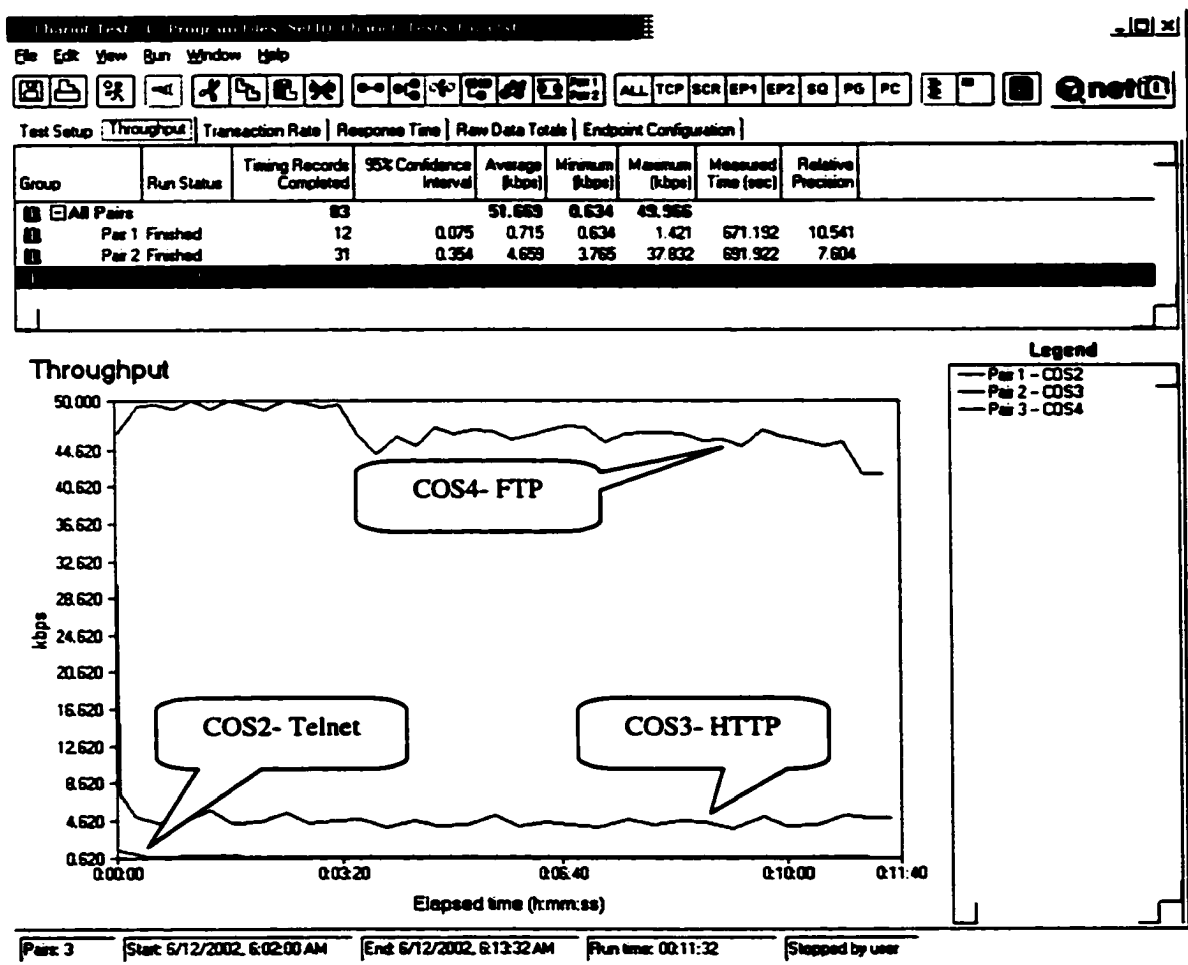 Chariot Test
File Edit View Run Window Help
ALL TCP SCR EP1 EP2 SQ PG PC
Pair 1
Pair 2
netiQ
Test Setup Throughput Transaction Rate Response Time Raw Data Totals Endpoint Configuration
Group Run Status Timing Records Completed 95% Confidence Interval Average (kbps) Minimum (kbps) Maximum (kbps) Measured Time (sec) Relative Precision
All Pairs 83 51.669 0.634 49.966
Pair 1 Finished 12 0.075 0.715 0.634 1.421 671.192 10.541
Pair 2 Finished 31 0.354 4.659 3.765 37.832 691.922 7.604
Throughput
Legend
Pair 1 - COS2
Pair 2 - COS3
Pair 3 - COS4
50.000
44.620
40.620
36.620
32.620
28.620
24.620
20.620
16.620
12.620
8.620
4.620
0.620
kbps
COS4- FTP
COS2- Telnet
COS3- HTTP
0:00:00 0:03:20 0:06:40 0:10:00 0:11:40
Elapsed time (h:mm:ss)
Pairs: 3 Start: 6/12/2002, 6:02:00 AM End: 6/12/2002, 6:13:32 AM Run time: 00:11:32 Stopped by user